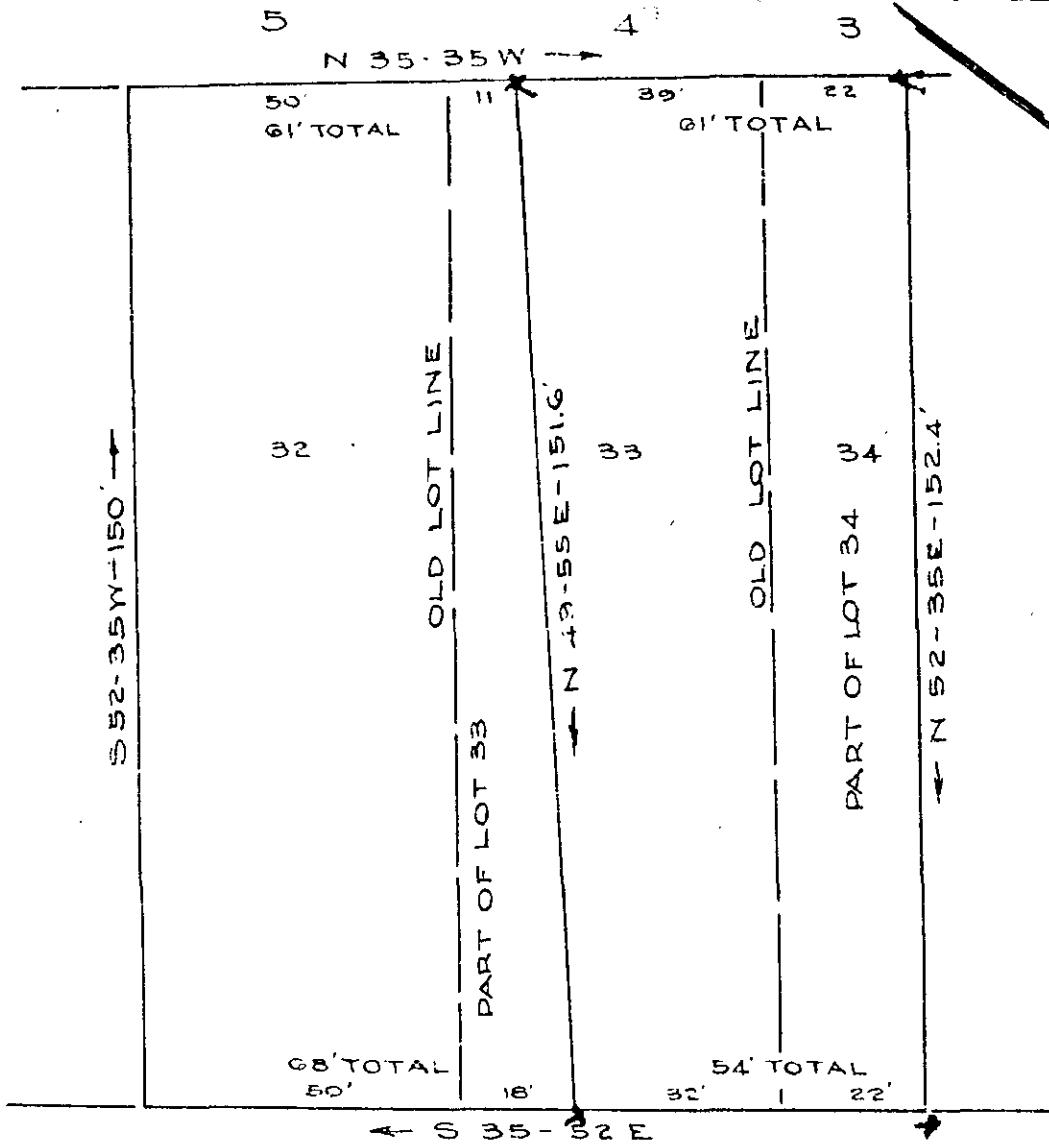 5 4 3
N 35-35W
50' 11 39' 22
61' TOTAL 61' TOTAL
OLD LOT LINE
OLD LOT LINE
32 33 34
S52-35W-150'
N 49-55E-151.6'
N 52-35E-152.4'
PART OF LOT 34
PART OF LOT 33
68' TOTAL 54' TOTAL
50' 18' 32' 22'
S 35-32 E